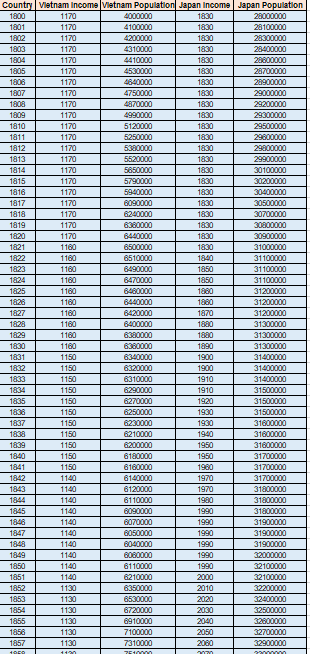 Country Vietnam Income Vietnam Population Japan Income Japan Population
1800 1170 4000000 1830 28000000
1801 1170 4100000 1830 28100000
1802 1170 4200000 1830 28300000
1803 1170 4310000 1830 28400000
1804 1170 4410000 1830 28600000
1805 1170 4530000 1830 28700000
1806 1170 4640000 1830 28900000
1807 1170 4750000 1830 29000000
1808 1170 4870000 1830 29200000
1809 1170 4990000 1830 29300000
1810 1170 5120000 1830 29500000
1811 1170 5250000 1830 29600000
1812 1170 5380000 1830 29800000
1813 1170 5520000 1830 29900000
1814 1170 5650000 1830 30100000
1815 1170 5790000 1830 30200000
1816 1170 5940000 1830 30400000
1817 1170 6090000 1830 30500000
1818 1170 6240000 1830 30700000
1819 1170 6360000 1830 30800000
1820 1170 6440000 1830 30900000
1821 1160 6500000 1830 31000000
1822 1160 6510000 1840 31100000
1823 1160 6490000 1850 31100000
1824 1160 6470000 1850 31100000
1825 1160 6460000 1860 31200000
1826 1160 6440000 1860 31200000
1827 1160 6420000 1870 31200000
1828 1160 6400000 1880 31300000
1829 1160 6380000 1880 31300000
1830 1160 6360000 1890 31300000
1831 1150 6340000 1900 31400000
1832 1150 6320000 1900 31400000
1833 1150 6310000 1910 31400000
1834 1150 6290000 1910 31500000
1835 1150 6270000 1920 31500000
1836 1150 6250000 1930 31500000
1837 1150 6230000 1930 31600000
1838 1150 6210000 1940 31600000
1839 1150 6200000 1950 31600000
1840 1150 6180000 1950 31700000
1841 1150 6160000 1960 31700000
1842 1140 6140000 1970 31700000
1843 1140 6120000 1970 31800000
1844 1140 6110000 1980 31800000
1845 1140 6090000 1990 31800000
1846 1140 6070000 1990 31900000
1847 1140 6050000 1990 31900000
1848 1140 6040000 1990 31900000
1849 1140 6060000 1990 32000000
1850 1140 6110000 1990 32100000
1851 1140 6210000 2000 32100000
1852 1130 6350000 2010 32200000
1853 1130 6530000 2020 32400000
1854 1130 6720000 2030 32500000
1855 1130 6910000 2040 32600000
1856 1130 7100000 2050 32700000
1857 1130 7310000 2060 32900000